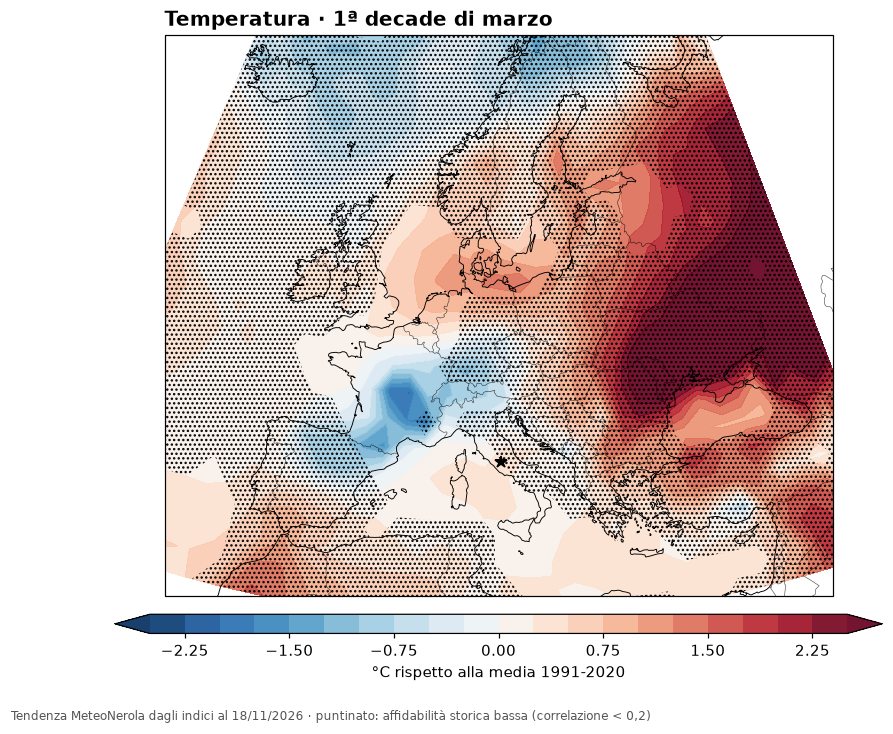 Temperatura · 1ª decade di marzo
−2.25 −1.50 −0.75 0.00 0.75 1.50 2.25
°C rispetto alla media 1991-2020
Tendenza MeteoNerola dagli indici al 18/11/2026 · puntinato: affidabilità storica bassa (correlazione < 0,2)